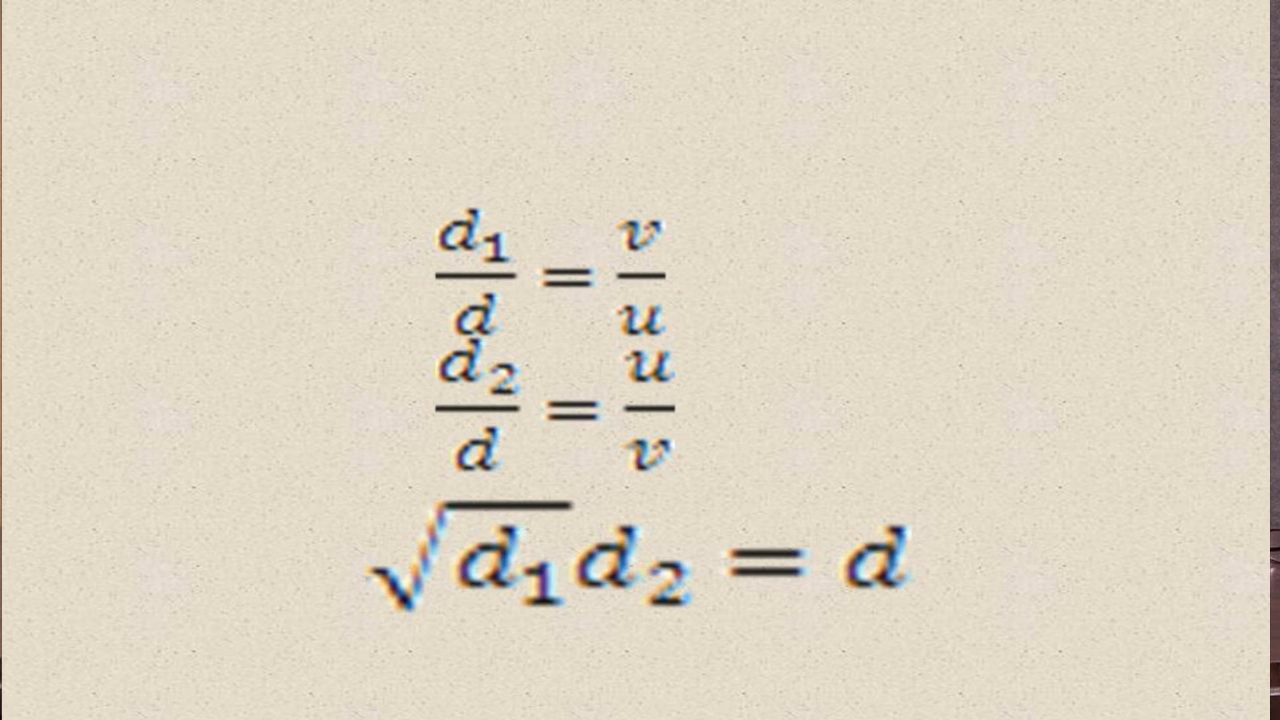 d₁/d = v/u
d₂/d = u/v
√d₁d₂ = d